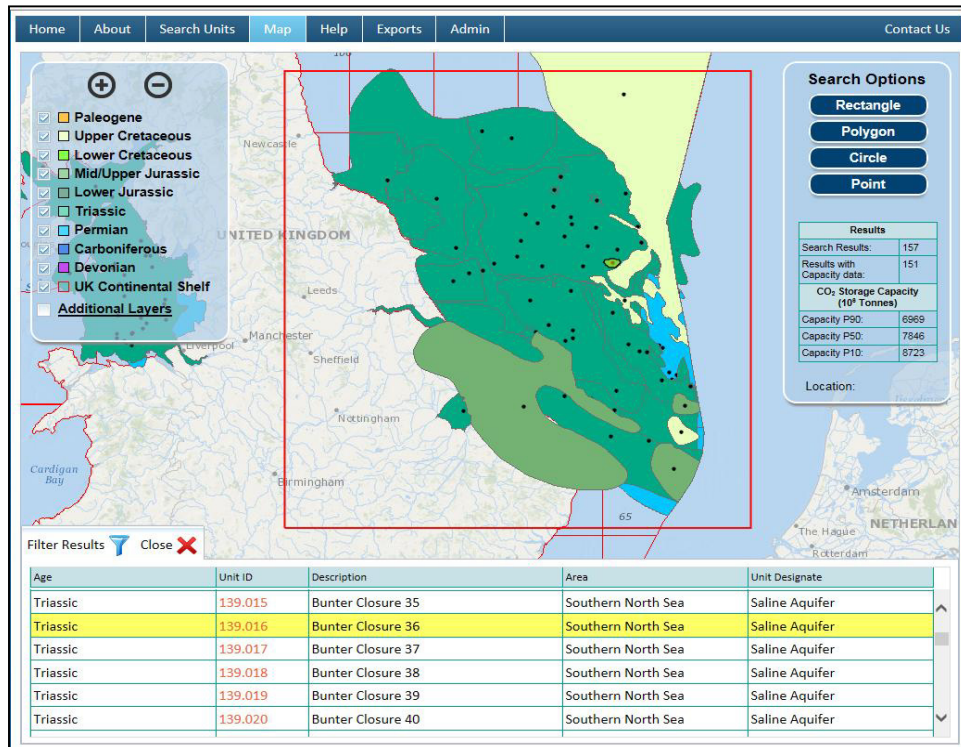 Home About Search Units Map Help Exports Admin Contact Us
Paleogene
Upper Cretaceous
Lower Cretaceous
Mid/Upper Jurassic
Lower Jurassic
Triassic
Permian
Carboniferous
Devonian
UK Continental Shelf
Additional Layers
Newcastle
UNITED KINGDOM
Leeds
Manchester
Liverpool
Sheffield
Nottingham
Birmingham
Cardigan
Bay
65
Amsterdam
The Hague
NETHERLAN
Rotterdam
Search Options
Rectangle
Polygon
Circle
Point
Results
Search Results: 157
Results with
Capacity data: 151
CO₂ Storage Capacity
(10⁶ Tonnes)
Capacity P90: 6969
Capacity P50: 7846
Capacity P10: 8723
Location:
Filter Results Close
Age Unit ID Description Area Unit Designate
Triassic 139.015 Bunter Closure 35 Southern North Sea Saline Aquifer
Triassic 139.016 Bunter Closure 36 Southern North Sea Saline Aquifer
Triassic 139.017 Bunter Closure 37 Southern North Sea Saline Aquifer
Triassic 139.018 Bunter Closure 38 Southern North Sea Saline Aquifer
Triassic 139.019 Bunter Closure 39 Southern North Sea Saline Aquifer
Triassic 139.020 Bunter Closure 40 Southern North Sea Saline Aquifer